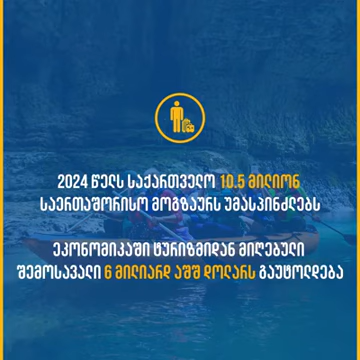 2024 წელს საქართველო 10.5 მილიონ
საერთაშორისო მოგზაურს უმასპინძლებს
ეკონომიკაში ტურიზმიდან მიღებული
შემოსავალი 6 მილიარდ აშშ დოლარს გაუტოლდება